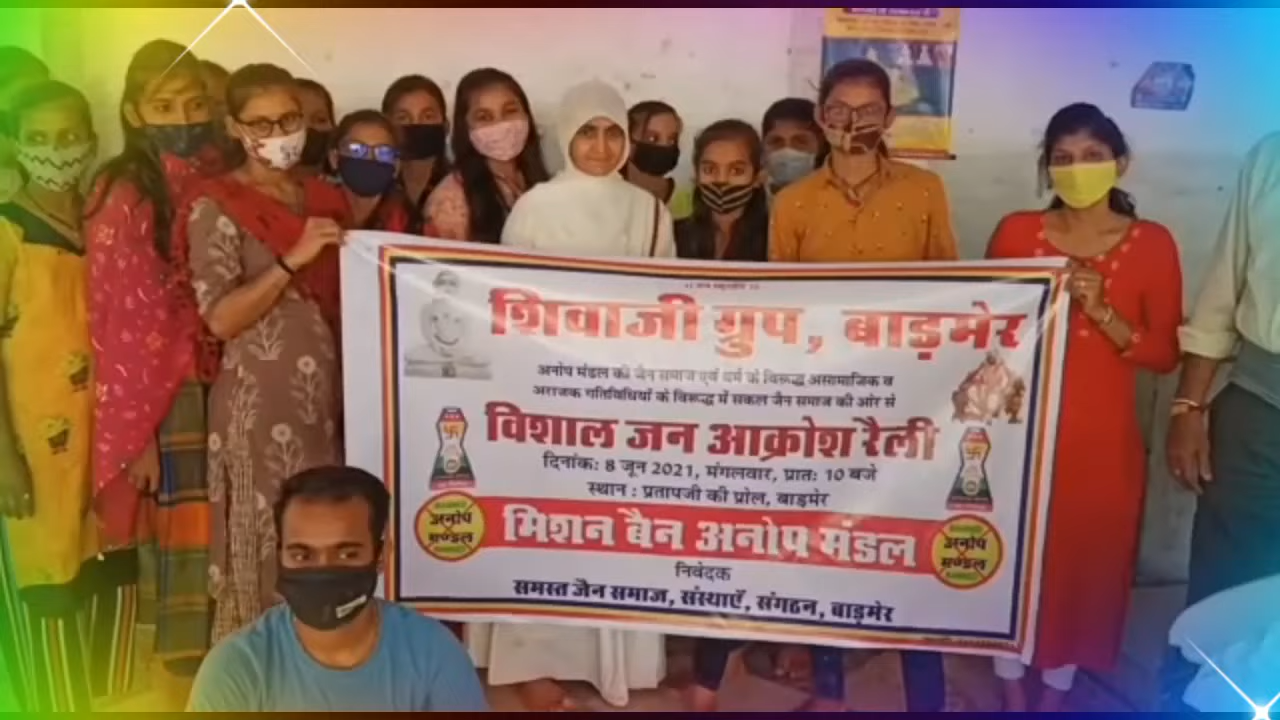 शिवाजी ग्रुप, बाड़मेर
अनोप मंडल की जैन समाज एवं धर्म के विरूद्ध असामाजिक व
अराजक गतिविधियों के विरूद्ध में सकल जैन समाज की ओर से
विशाल जन आक्रोश रैली
दिनांक: 8 जून 2021, मंगलवार, प्रात: 10 बजे
स्थान : प्रतापजी की प्रोल, बाड़मेर
अनोप
मण्डल
मिशन बैन अनोप मंडल
अनोप
मण्डल
निवेदक
समस्त जैन समाज, संस्थाएँ, संगठन, बाड़मेर